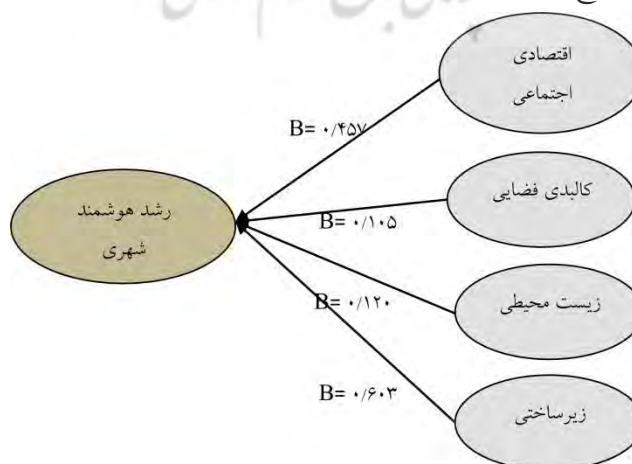 اقتصادی
اجتماعی
B= ۰/۴۵۷
کالبدی فضایی
رشد هوشمند
شهری
B= ۰/۱۰۵
زیست محیطی
B= ۰/۱۲۰
B= ۰/۶۰۳
زیرساختی